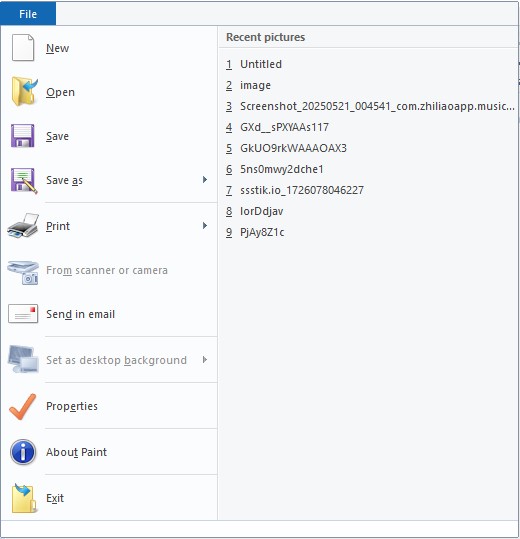 File
New
Open
Save
Save as
Print
From scanner or camera
Send in email
Set as desktop background
Properties
About Paint
Exit
Recent pictures
1 Untitled
2 image
3 Screenshot_20250521_004541_com.zhiliaoapp.music...
4 GXd__sPXYAAs117
5 GkUO9rkWAAAOAX3
6 5ns0mwy2dche1
7 ssstik.io_1726078046227
8 IorDdjav
9 PjAy8Z1c